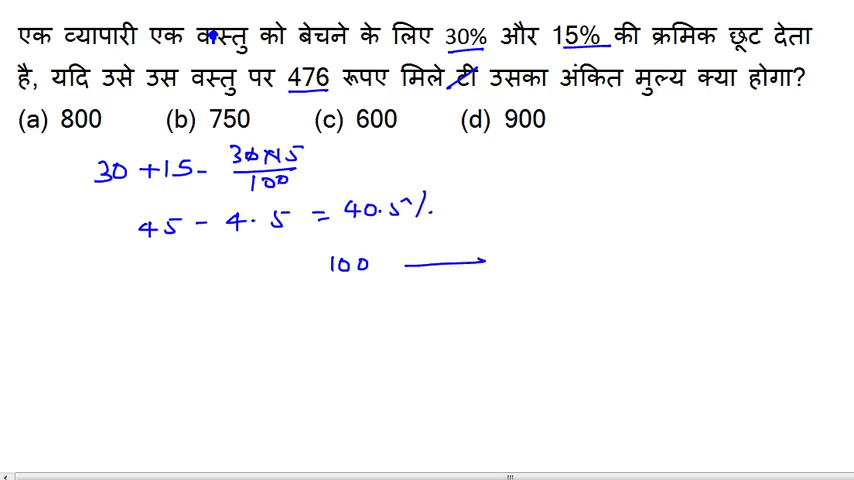 एक व्यापारी एक वास्तु को बेचने के लिए 30% और 15% की क्रमिक छूट देता
है, यदि उसे उस वस्तु पर 476 रूपए मिले टी उसका अंकित मुल्य क्या होगा?
(a) 800 (b) 750 (c) 600 (d) 900
30 + 15 - 30×15/100
45 - 4.5 = 40.5%
100 →